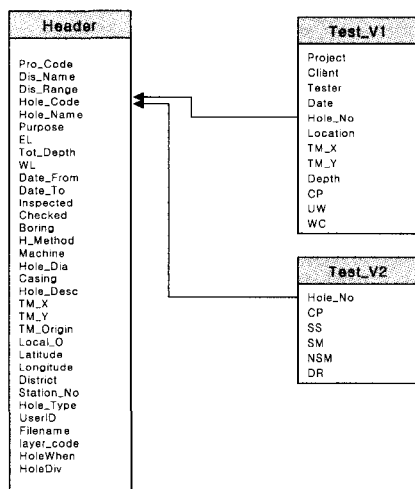 Header
Pro_Code
Dis_Name
Dis_Range
Hole_Code
Hole_Name
Purpose
EL
Tot_Depth
WL
Date_From
Date_To
Inspected
Checked
Boring
H_Method
Machine
Hole_Dia
Casing
Hole_Desc
TM_X
TM_Y
TM_Origin
Local_O
Latitude
Longitude
District
Station_No
Hole_Type
UserID
Filename
layer_code
HoleWhen
HoleDiv
Test_V1
Project
Client
Tester
Date
Hole_No
Location
TM_X
TM_Y
Depth
CP
UW
WC
Test_V2
Hole_No
CP
SS
SM
NSM
DR